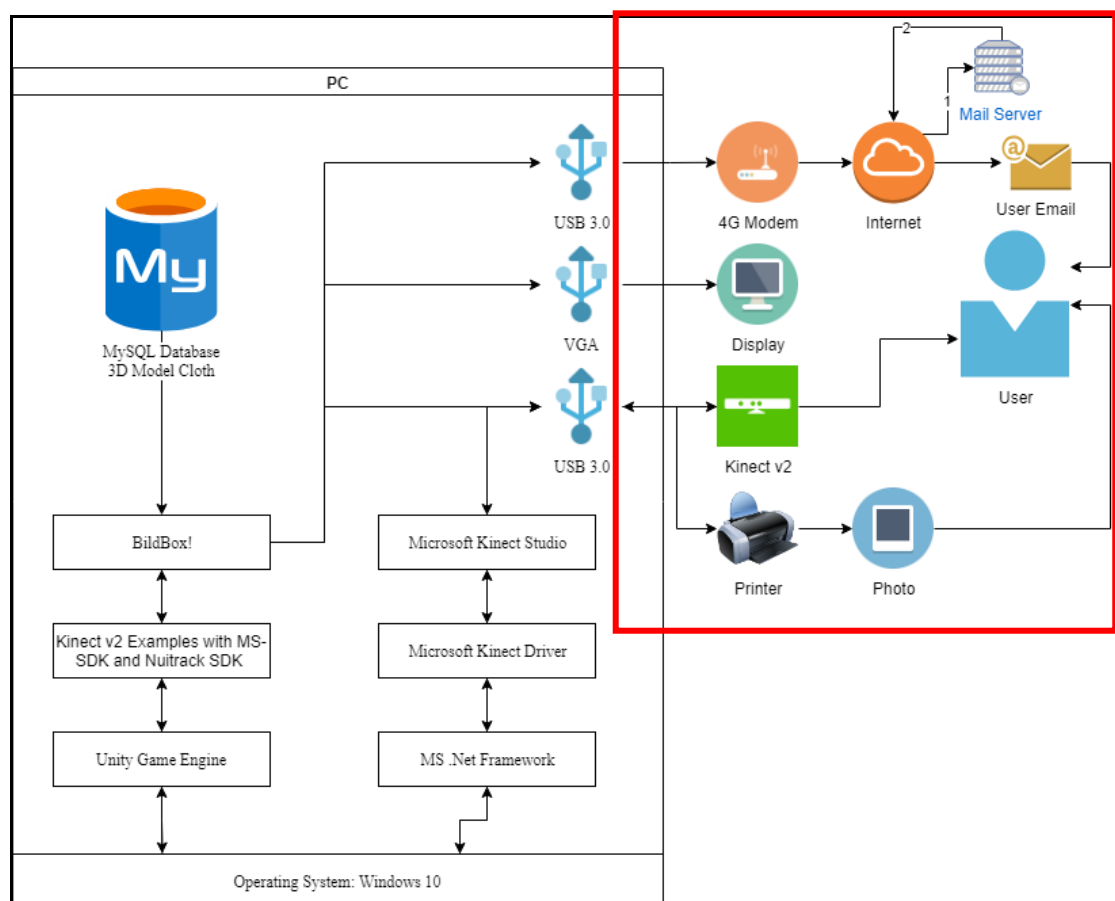 PC
2
1
Mail Server
USB 3.0
4G Modem
Internet
@
User Email
My
MySQL Database
3D Model Cloth
VGA
Display
User
USB 3.0
Kinect v2
BildBox!
Microsoft Kinect Studio
Printer
Photo
Kinect v2 Examples with MS-
SDK and Nuitrack SDK
Microsoft Kinect Driver
Unity Game Engine
MS .Net Framework
Operating System: Windows 10